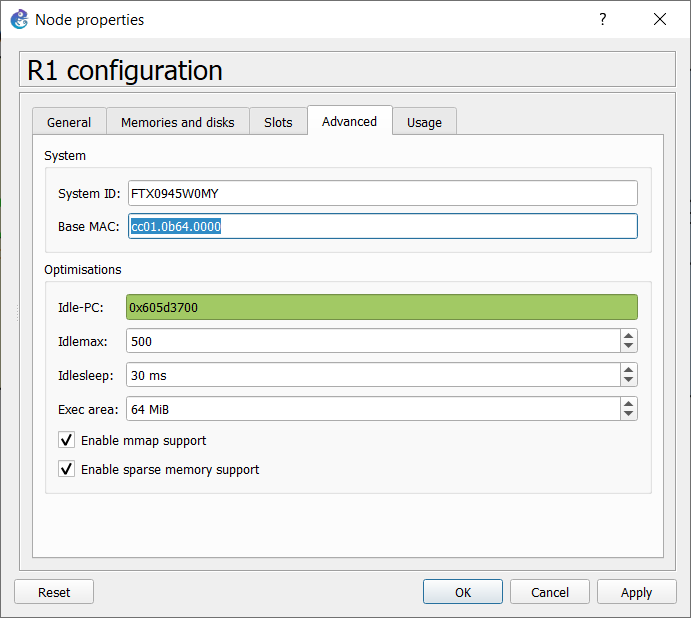 Node properties
R1 configuration
General Memories and disks Slots Advanced Usage
System
System ID: FTX0945W0MY
Base MAC: cc01.0b64.0000
Optimisations
Idle-PC: 0x605d3700
Idlemax: 500
Idlesleep: 30 ms
Exec area: 64 MiB
Enable mmap support
Enable sparse memory support
Reset OK Cancel Apply